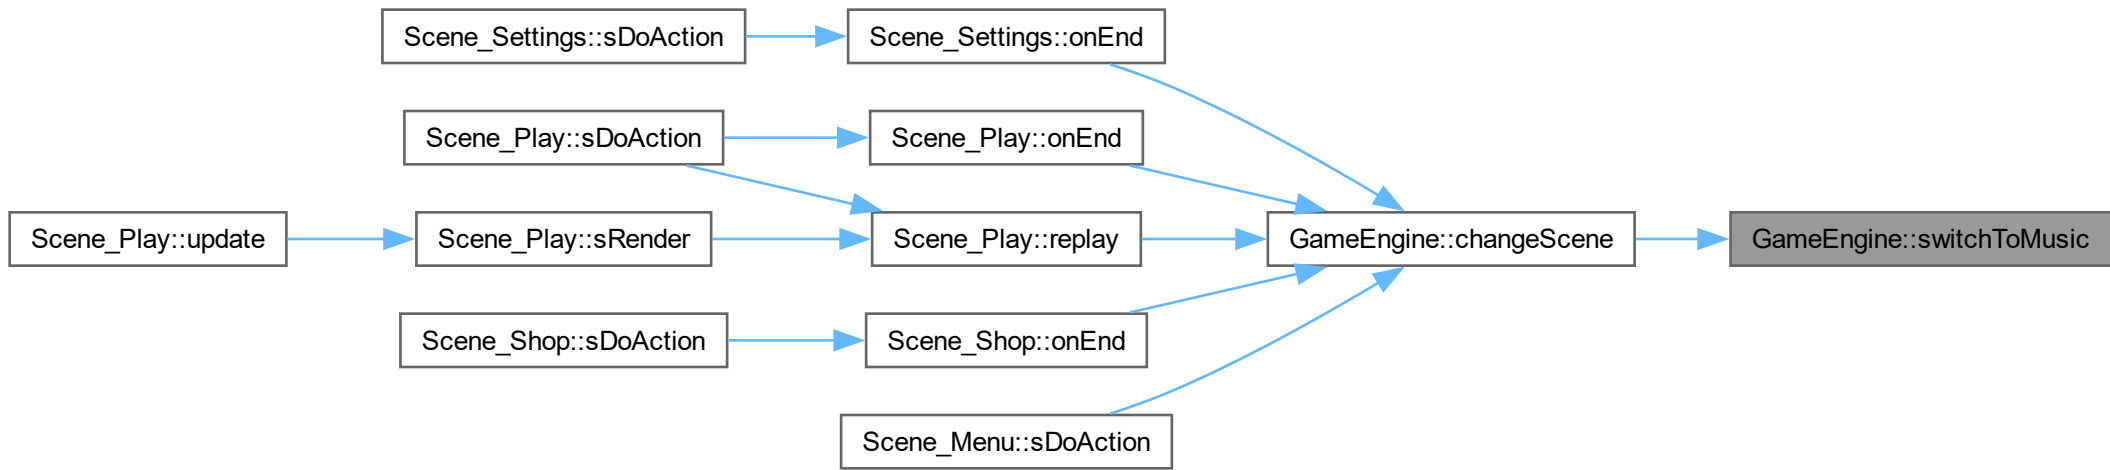 Scene_Settings::sDoAction
Scene_Settings::onEnd
Scene_Play::sDoAction
Scene_Play::onEnd
Scene_Play::update
Scene_Play::sRender
Scene_Play::replay
GameEngine::changeScene
GameEngine::switchToMusic
Scene_Shop::sDoAction
Scene_Shop::onEnd
Scene_Menu::sDoAction